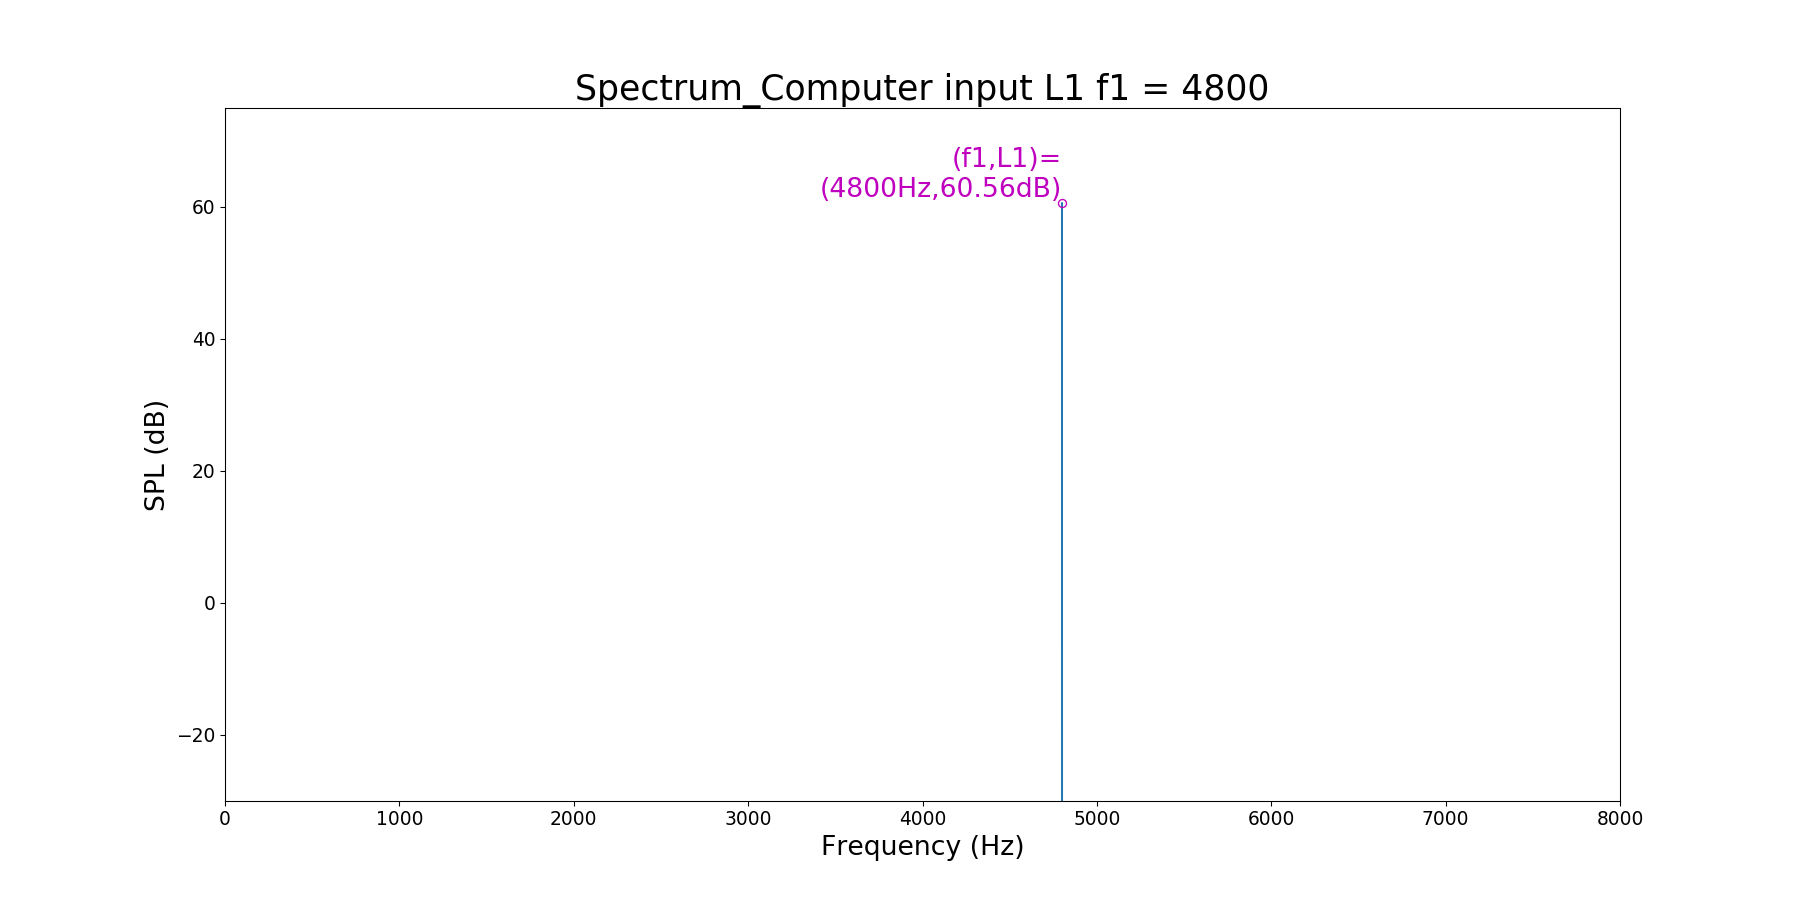 Spectrum_Computer input L1 f1 = 4800
(f1,L1)=
(4800Hz,60.56dB)
60
40
20
0
−20
SPL (dB)
0 1000 2000 3000 4000 5000 6000 7000 8000
Frequency (Hz)